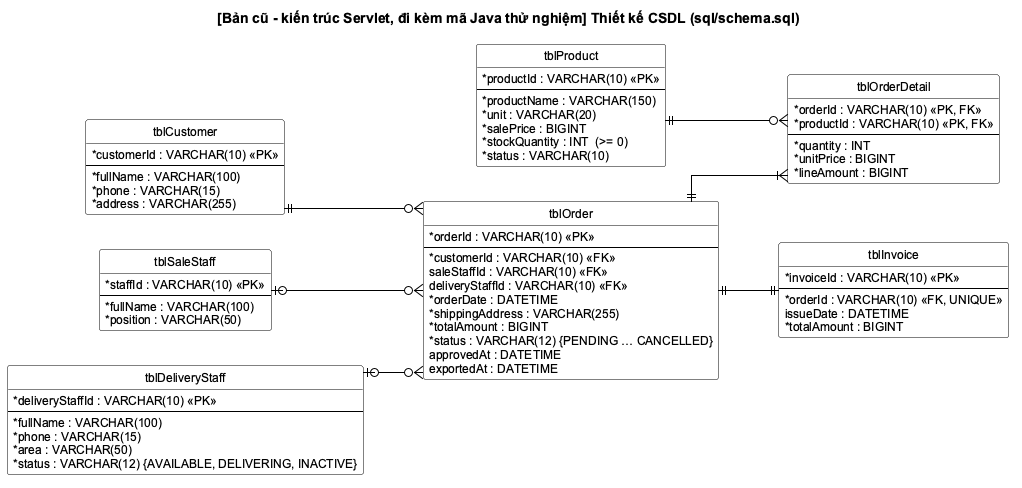 [Bản cũ - kiến trúc Servlet, đi kèm mã Java thử nghiệm] Thiết kế CSDL (sql/schema.sql)
tblProduct
*productId : VARCHAR(10) «PK»
*productName : VARCHAR(150)
*unit : VARCHAR(20)
*salePrice : BIGINT
*stockQuantity : INT (>= 0)
*status : VARCHAR(10)
tblOrderDetail
*orderId : VARCHAR(10) «PK, FK»
*productId : VARCHAR(10) «PK, FK»
*quantity : INT
*unitPrice : BIGINT
*lineAmount : BIGINT
tblCustomer
*customerId : VARCHAR(10) «PK»
*fullName : VARCHAR(100)
*phone : VARCHAR(15)
*address : VARCHAR(255)
tblOrder
*orderId : VARCHAR(10) «PK»
*customerId : VARCHAR(10) «FK»
saleStaffId : VARCHAR(10) «FK»
deliveryStaffId : VARCHAR(10) «FK»
*orderDate : DATETIME
*shippingAddress : VARCHAR(255)
*totalAmount : BIGINT
*status : VARCHAR(12) {PENDING … CANCELLED}
approvedAt : DATETIME
exportedAt : DATETIME
tblSaleStaff
*staffId : VARCHAR(10) «PK»
*fullName : VARCHAR(100)
*position : VARCHAR(50)
tblInvoice
*invoiceId : VARCHAR(10) «PK»
*orderId : VARCHAR(10) «FK, UNIQUE»
issueDate : DATETIME
*totalAmount : BIGINT
tblDeliveryStaff
*deliveryStaffId : VARCHAR(10) «PK»
*fullName : VARCHAR(100)
*phone : VARCHAR(15)
*area : VARCHAR(50)
*status : VARCHAR(12) {AVAILABLE, DELIVERING, INACTIVE}